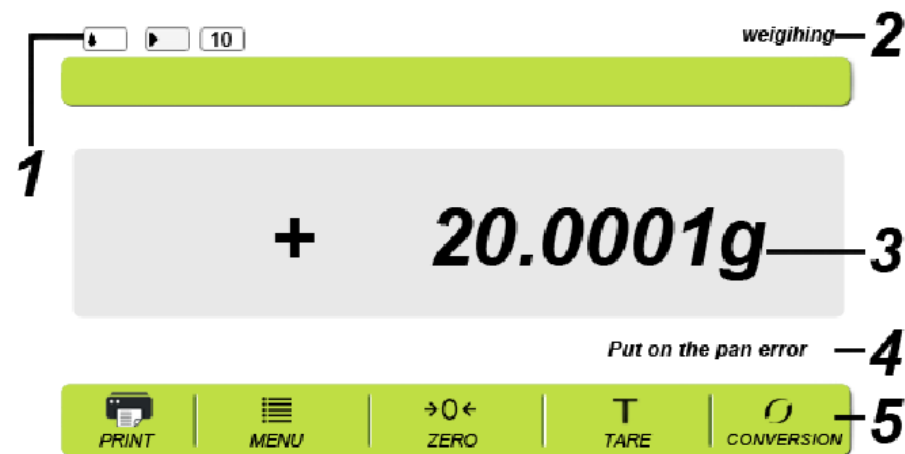 10 weigihing 2
1
+ 20.0001g 3
Put on the pan error 4
PRINT MENU →0← ZERO T TARE CONVERSION 5